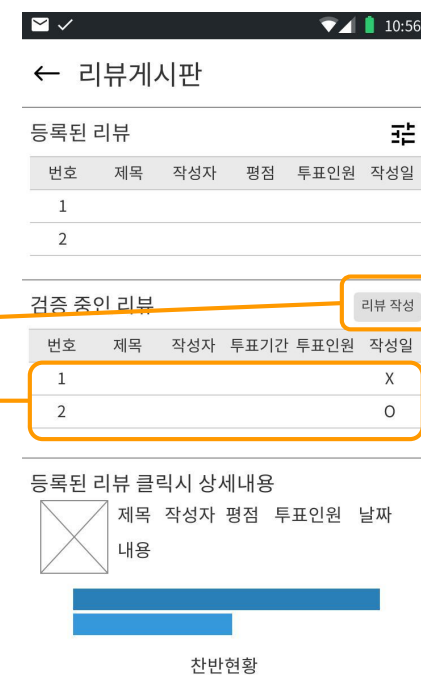 10:56
← 리뷰게시판
등록된 리뷰
번호 제목 작성자 평점 투표인원 작성일
1
2
검증 중인 리뷰 리뷰 작성
번호 제목 작성자 투표기간 투표인원 작성일
1 X
2 O
등록된 리뷰 클릭시 상세내용
제목 작성자 평점 투표인원 날짜
내용
찬반현황